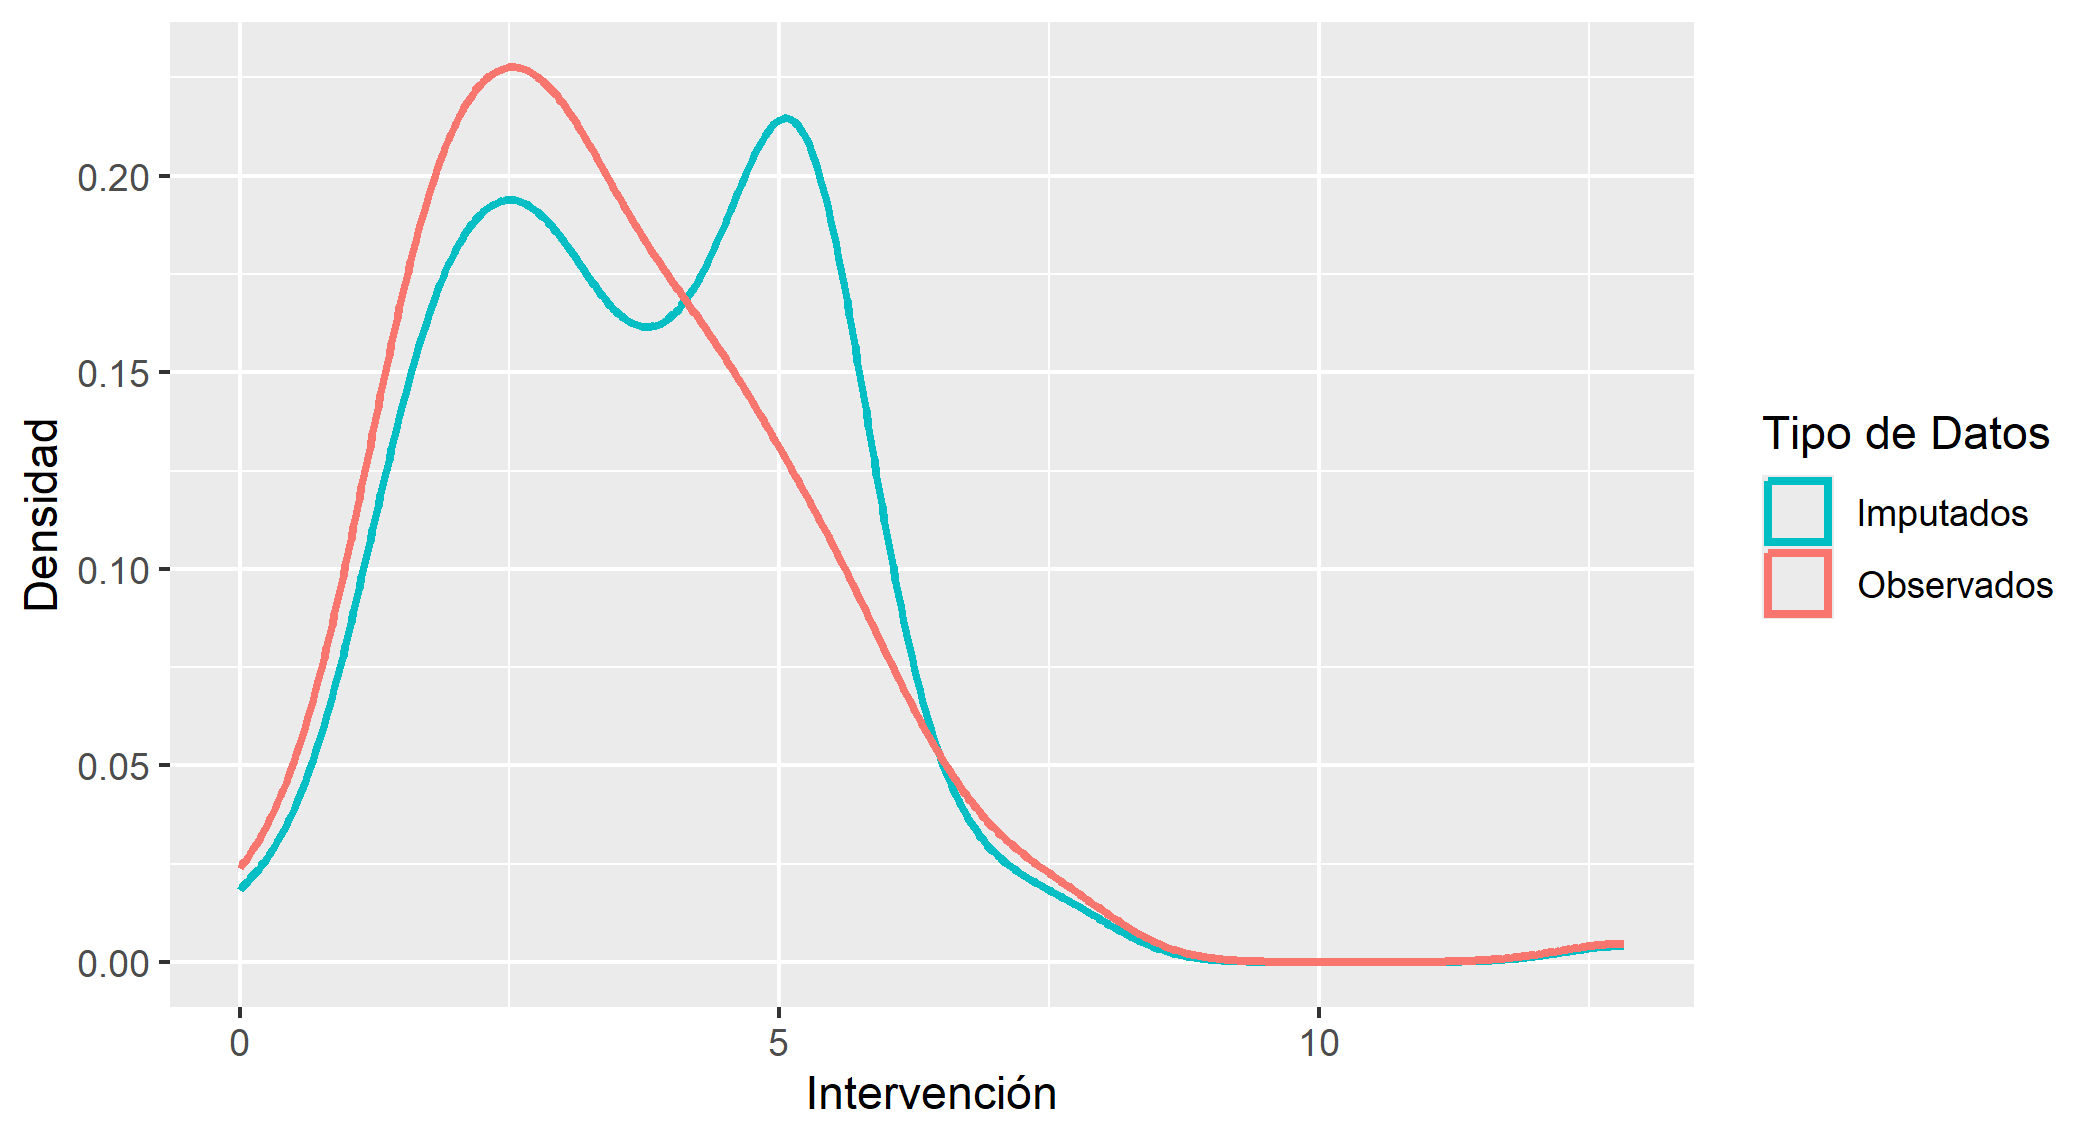 Densidad
0.20
0.15
0.10
0.05
0.00
0
5
10
Intervención
Tipo de Datos
Imputados
Observados